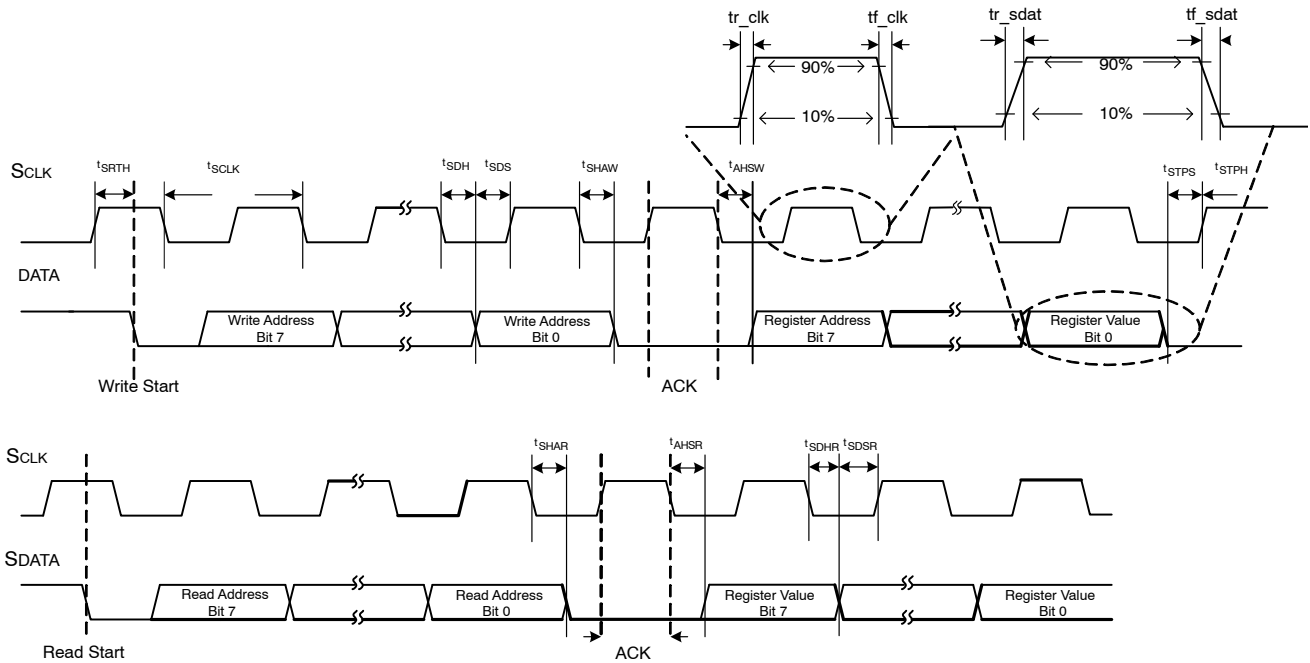 tr_clk tf_clk tr_sdat tf_sdat
90% 90%
10% 10%
SCLK tSRTH tSCLK tSDH tSDS tSHAW tAHSW tSTPS tSTPH
DATA
Write Address Bit 7
Write Address Bit 0
Register Address Bit 7
Register Value Bit 0
Write Start ACK
SCLK tSHAR tAHSR tSDHR tSDSR
SDATA
Read Address Bit 7
Read Address Bit 0
Register Value Bit 7
Register Value Bit 0
Read Start ACK